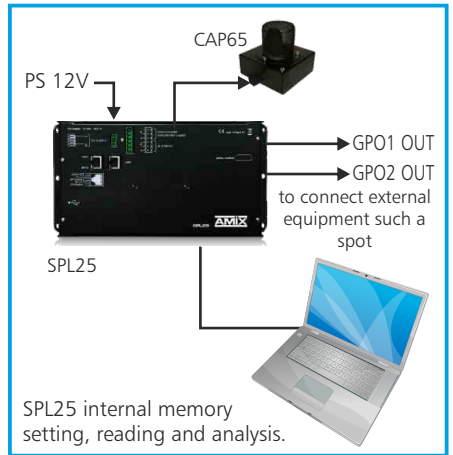 CAP65
PS 12V
GPO1 OUT
GPO2 OUT
to connect external
equipment such a
spot
SPL25
AMIX
SPL25
SPL25 internal memory
setting, reading and analysis.